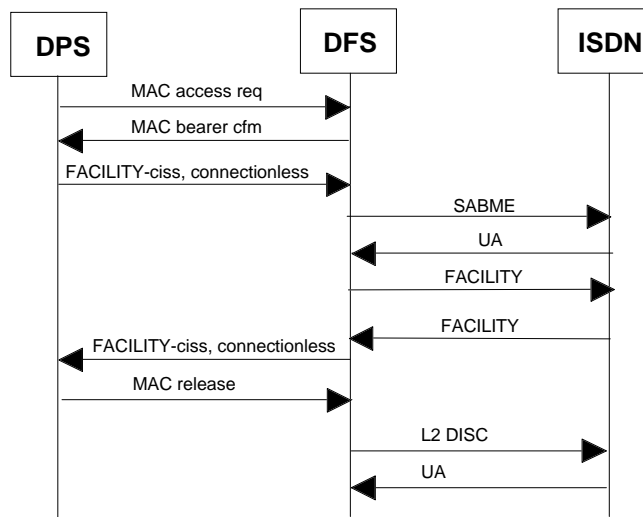 DPS
DFS
ISDN
MAC access req
MAC bearer cfm
FACILITY-ciss, connectionless
SABME
UA
FACILITY
FACILITY
FACILITY-ciss, connectionless
MAC release
L2 DISC
UA